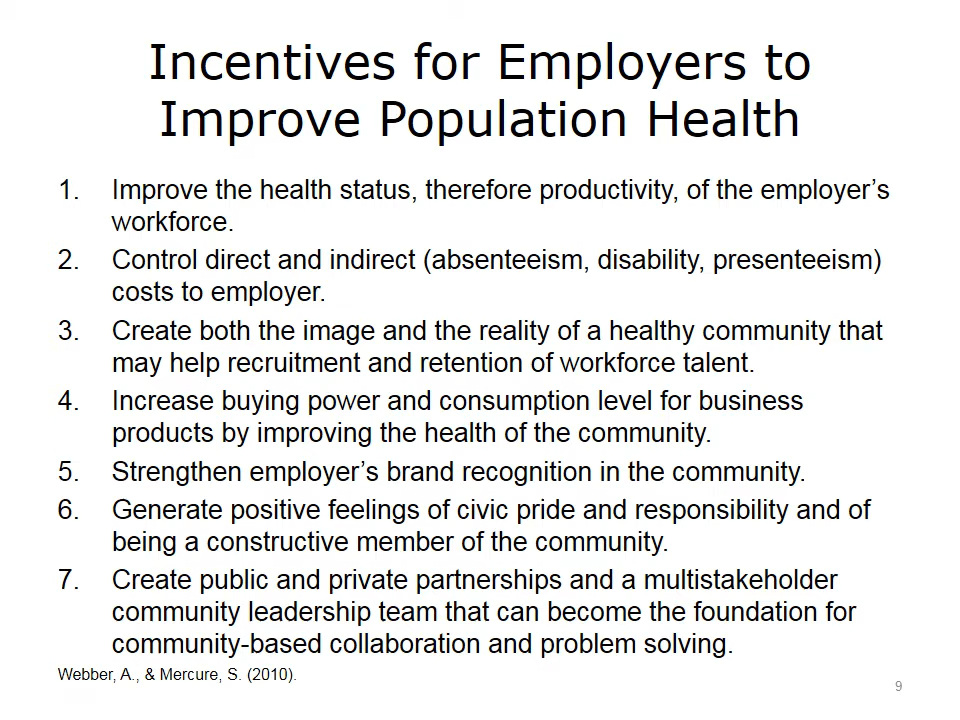 Incentives for Employers to
Improve Population Health
1. Improve the health status, therefore productivity, of the employer’s
workforce.
2. Control direct and indirect (absenteeism, disability, presenteeism)
costs to employer.
3. Create both the image and the reality of a healthy community that
may help recruitment and retention of workforce talent.
4. Increase buying power and consumption level for business
products by improving the health of the community.
5. Strengthen employer’s brand recognition in the community.
6. Generate positive feelings of civic pride and responsibility and of
being a constructive member of the community.
7. Create public and private partnerships and a multistakeholder
community leadership team that can become the foundation for
community-based collaboration and problem solving.
Webber, A., & Mercure, S. (2010).
9